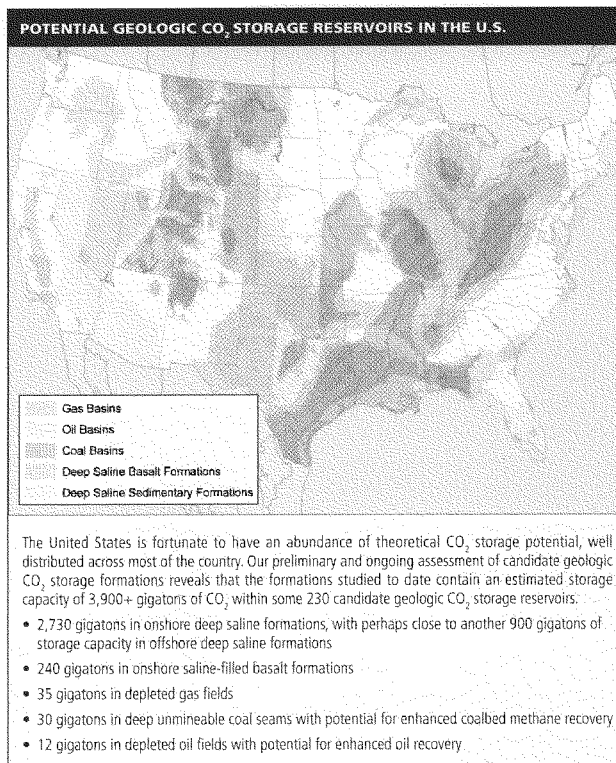 POTENTIAL GEOLOGIC CO₂ STORAGE RESERVOIRS IN THE U.S.
Gas Basins
Oil Basins
Coal Basins
Deep Saline Basalt Formations
Deep Saline Sedimentary Formations
The United States is fortunate to have an abundance of theoretical CO₂ storage potential, well
distributed across most of the country. Our preliminary and ongoing assessment of candidate geologic
CO₂ storage formations reveals that the formations studied to date contain an estimated storage
capacity of 3,900+ gigatons of CO₂ within some 230 candidate geologic CO₂ storage reservoirs.
• 2,730 gigatons in onshore deep saline formations, with perhaps close to another 900 gigatons of
storage capacity in offshore deep saline formations
• 240 gigatons in onshore saline-filled basalt formations
• 35 gigatons in depleted gas fields
• 30 gigatons in deep unmineable coal seams with potential for enhanced coalbed methane recovery
• 12 gigatons in depleted oil fields with potential for enhanced oil recovery